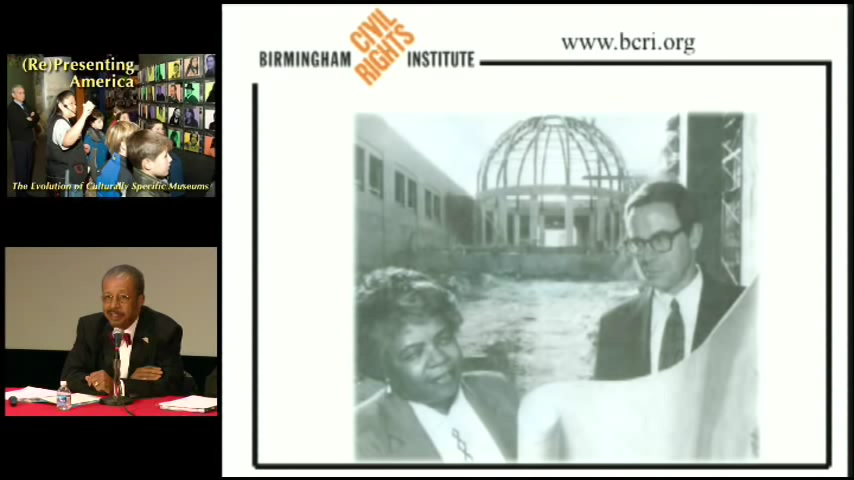 (Re)Presenting
America
The Evolution of Culturally Specific Museums
BIRMINGHAM CIVIL RIGHTS INSTITUTE
www.bcri.org